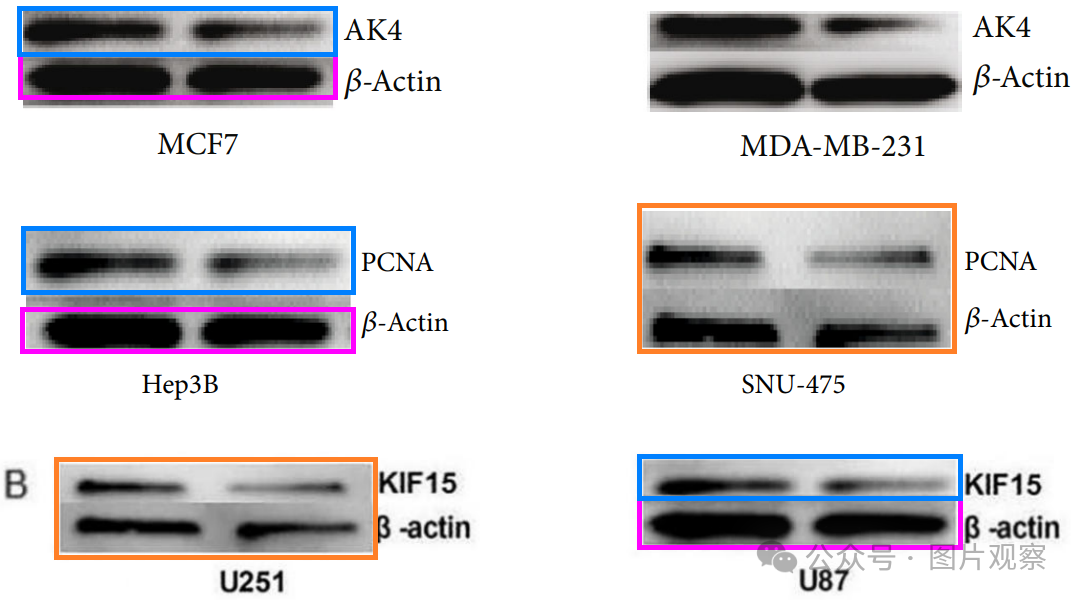 AK4
β-Actin
MCF7
AK4
β-Actin
MDA-MB-231
PCNA
β-Actin
Hep3B
PCNA
β-Actin
SNU-475
B
KIF15
β-actin
U251
KIF15
β-actin
U87
公众号 · 图片观察